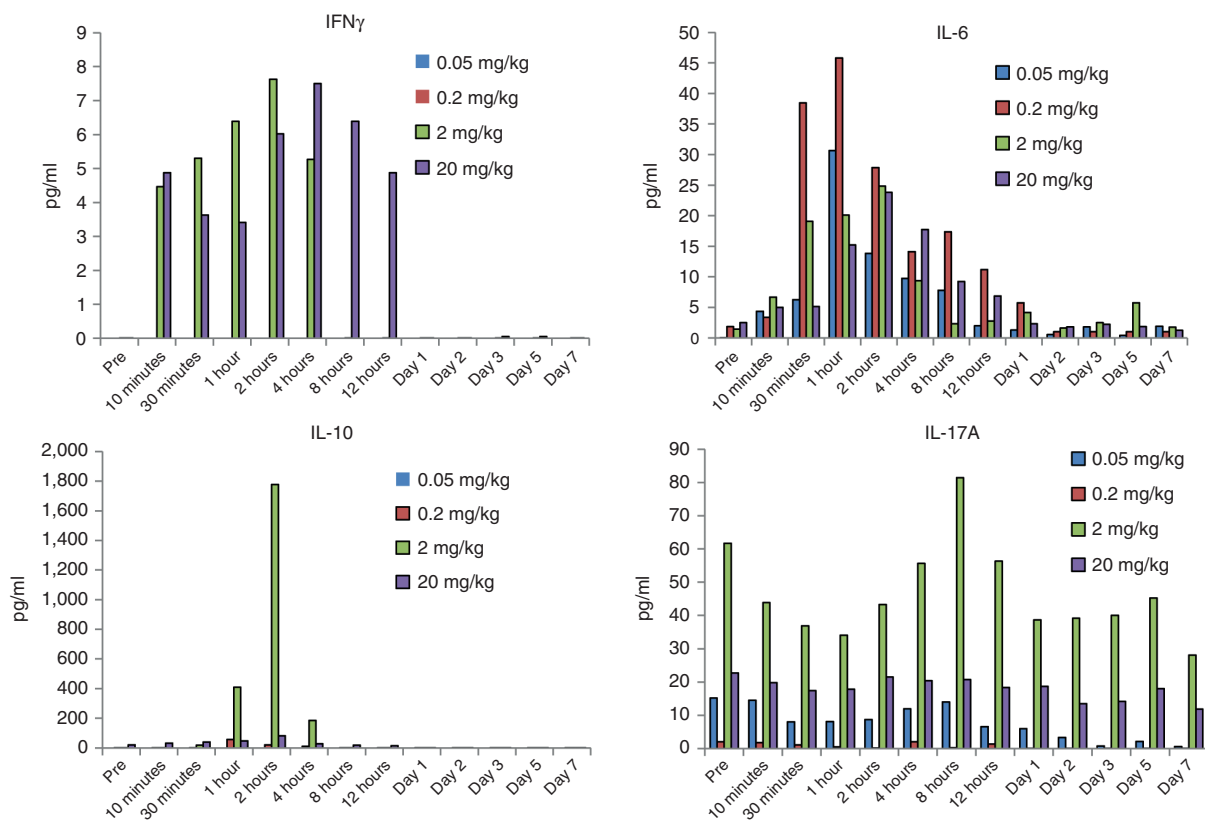 IFNγ
pg/ml
9
8
7
6
5
4
3
2
1
0
0.05 mg/kg
0.2 mg/kg
2 mg/kg
20 mg/kg
Pre
10 minutes
30 minutes
1 hour
2 hours
4 hours
8 hours
12 hours
Day 1
Day 2
Day 3
Day 5
Day 7
IL-6
pg/ml
50
45
40
35
30
25
20
15
10
5
0
0.05 mg/kg
0.2 mg/kg
2 mg/kg
20 mg/kg
Pre
10 minutes
30 minutes
1 hour
2 hours
4 hours
8 hours
12 hours
Day 1
Day 2
Day 3
Day 5
Day 7
IL-10
pg/ml
2,000
1,800
1,600
1,400
1,200
1,000
800
600
400
200
0
0.05 mg/kg
0.2 mg/kg
2 mg/kg
20 mg/kg
Pre
10 minutes
30 minutes
1 hour
2 hours
4 hours
8 hours
12 hours
Day 1
Day 2
Day 3
Day 5
Day 7
IL-17A
pg/ml
90
80
70
60
50
40
30
20
10
0
0.05 mg/kg
0.2 mg/kg
2 mg/kg
20 mg/kg
Pre
10 minutes
30 minutes
1 hour
2 hours
4 hours
8 hours
12 hours
Day 1
Day 2
Day 3
Day 5
Day 7